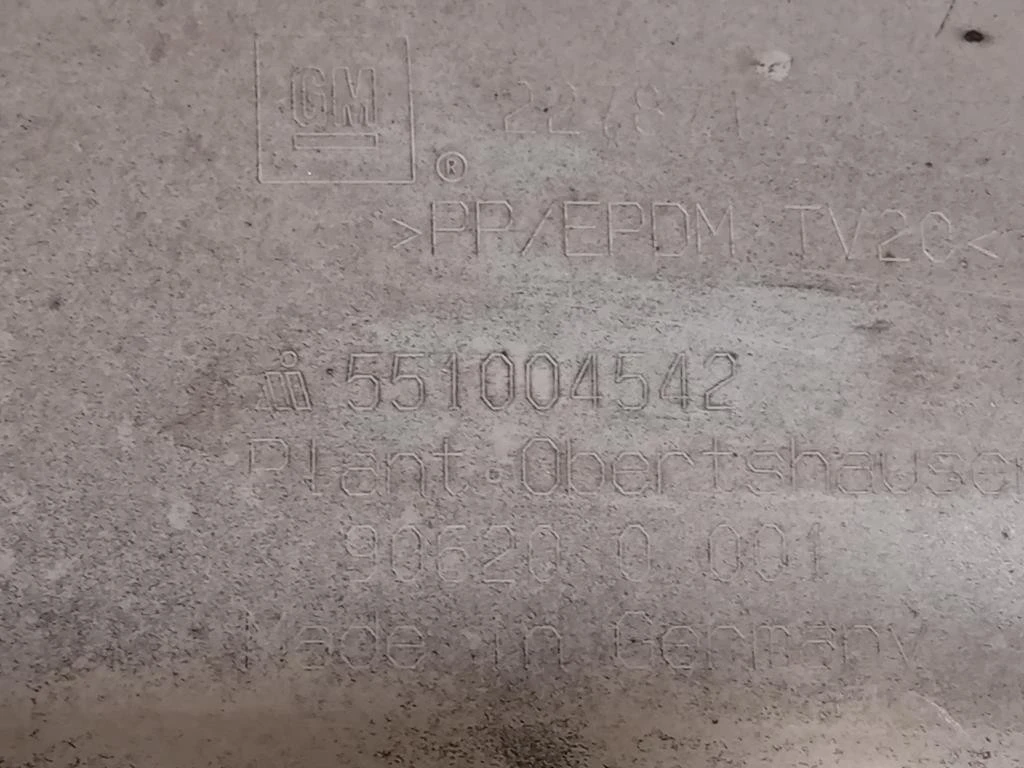 GM ®
>PP/EPDM TV20<
551004542
Plant Obertshausen
90620 0 001
Made in Germany